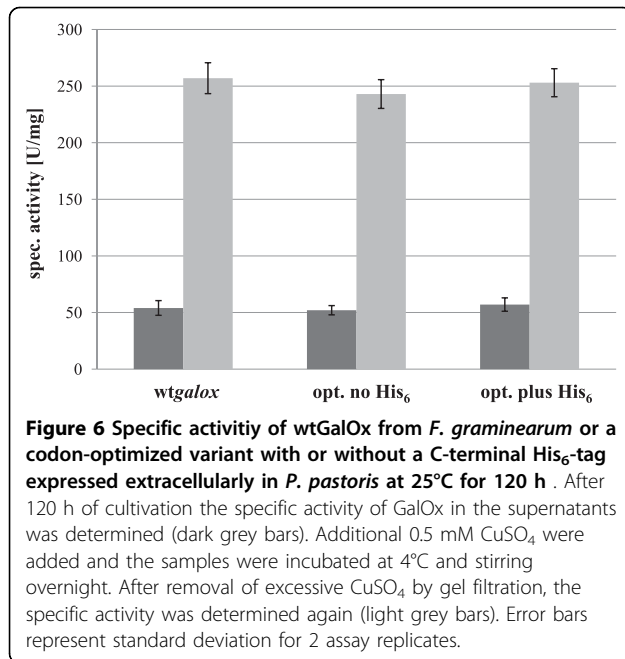 300
250
200
150
100
50
0
spec. activity [U/mg]
wtgalox
opt. no His6
opt. plus His6
Figure 6 Specific activitiy of wtGalOx from F. graminearum or a
codon-optimized variant with or without a C-terminal His6-tag
expressed extracellularly in P. pastoris at 25°C for 120 h . After
120 h of cultivation the specific activity of GalOx in the supernatants
was determined (dark grey bars). Additional 0.5 mM CuSO4 were
added and the samples were incubated at 4°C and stirring
overnight. After removal of excessive CuSO4 by gel filtration, the
specific activity was determined again (light grey bars). Error bars
represent standard deviation for 2 assay replicates.